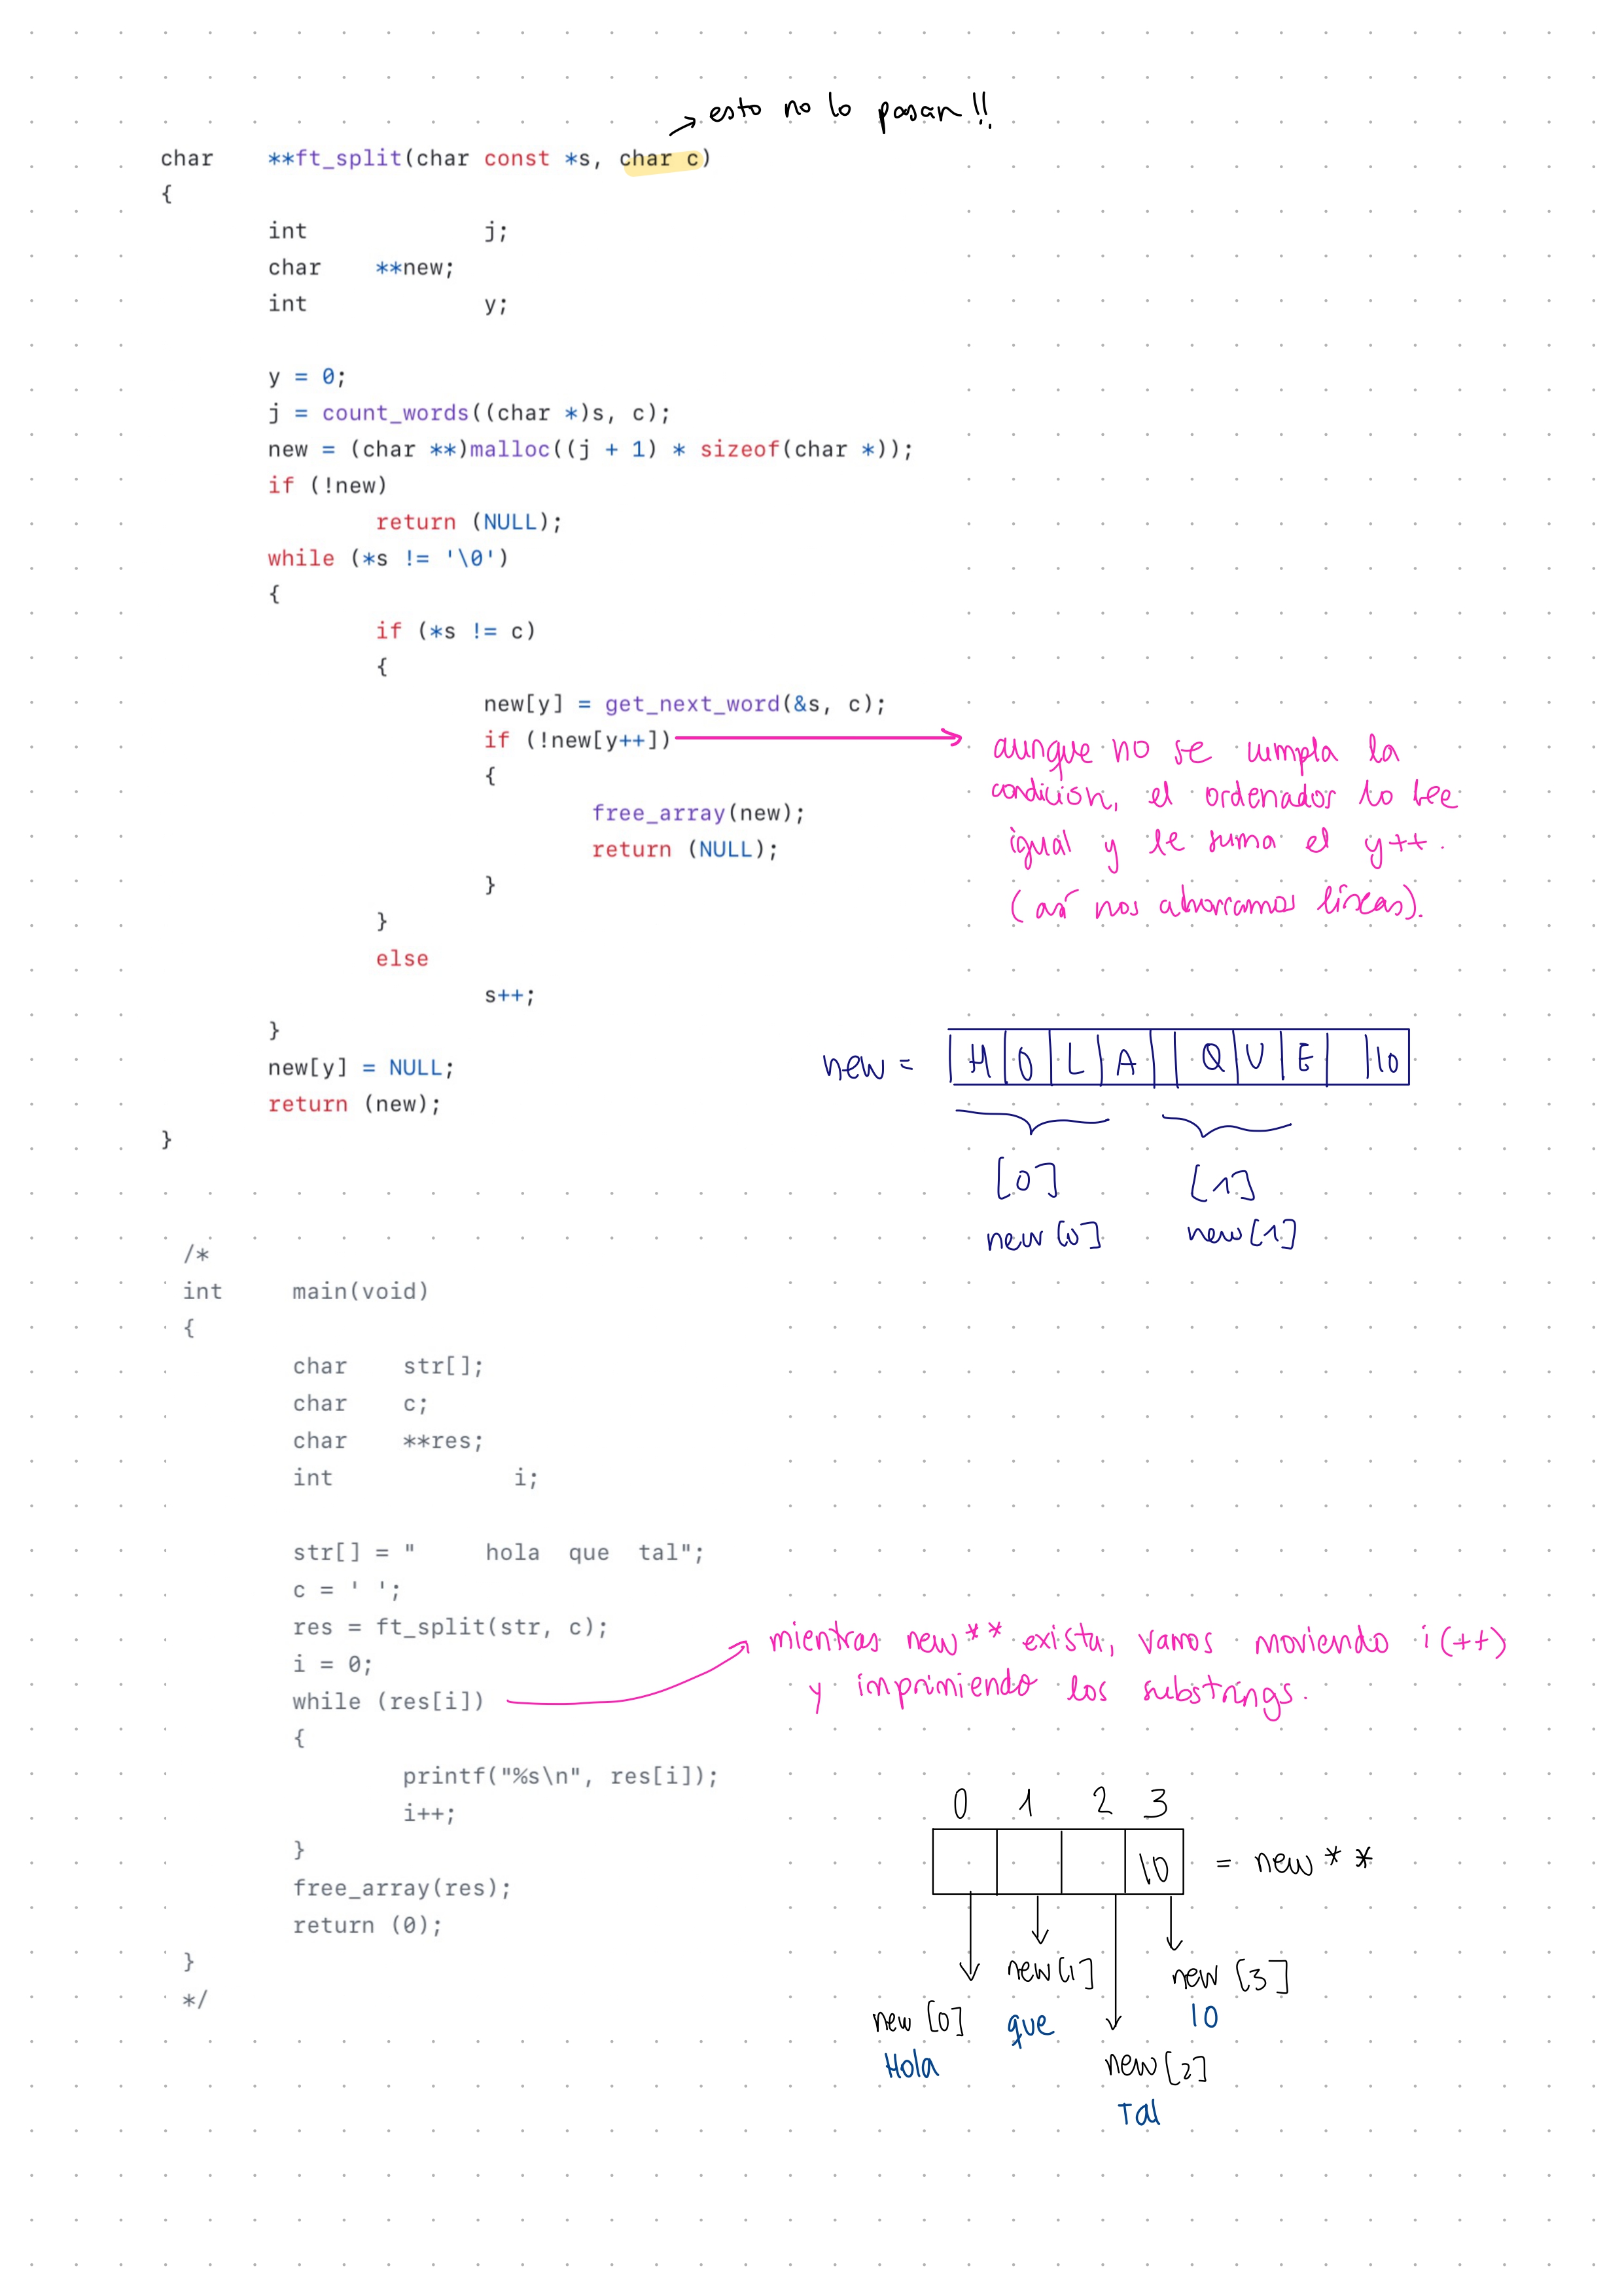 → esto no lo pasan!!
char    **ft_split(char const *s, char c)
{
        int             j;
        char    **new;
        int             y;

        y = 0;
        j = count_words((char *)s, c);
        new = (char **)malloc((j + 1) * sizeof(char *));
        if (!new)
                return (NULL);
        while (*s != '\0')
        {
                if (*s != c)
                {
                        new[y] = get_next_word(&s, c);
                        if (!new[y++])
                        {
                                free_array(new);
                                return (NULL);
                        }
                }
                else
                        s++;
        }
        new[y] = NULL;
        return (new);
}
aunque no se cumpla la
condición, el ordenador lo lee
igual y le suma el y++.
(así nos ahorramos líneas).
new = | H | O | L | A | | Q | U | E | | \0
[0] [1]
new [0] new [1]
/*
int     main(void)
{
        char    str[];
        char    c;
        char    **res;
        int             i;

        str[] = "     hola  que  tal";
        c = ' ';
        res = ft_split(str, c);
        i = 0;
        while (res[i])
        {
                printf("%s\n", res[i]);
                i++;
        }
        free_array(res);
        return (0);
}
*/
mientras new** exista, vamos moviendo i(++)
y imprimiendo los substrings.
0 1 2 3
\0 = new **
new [0] new [1] new [2] new [3]
Hola que Tal \0